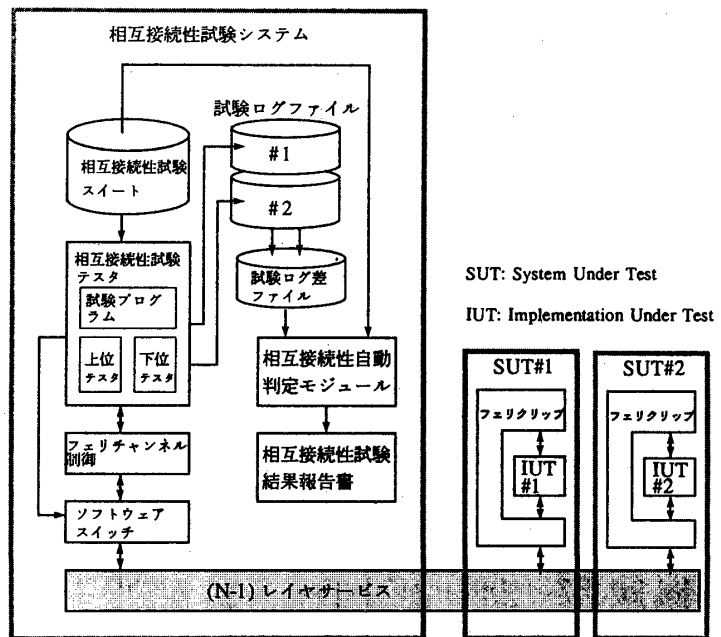 相互接続性試験システム
試験ログファイル
相互接続性試験
スイート
#1
#2
相互接続性試験
テスタ
試験プログ
ラム
上位
テスタ
下位
テスタ
試験ログ差
ファイル
相互接続性自動
判定モジュール
フェリチャンネル
制御
相互接続性試験
結果報告書
ソフトウェア
スイッチ
(N-1) レイヤサービス
SUT: System Under Test
IUT: Implementation Under Test
SUT#1
フェリクリップ
IUT
#1
SUT#2
フェリクリップ
IUT
#2